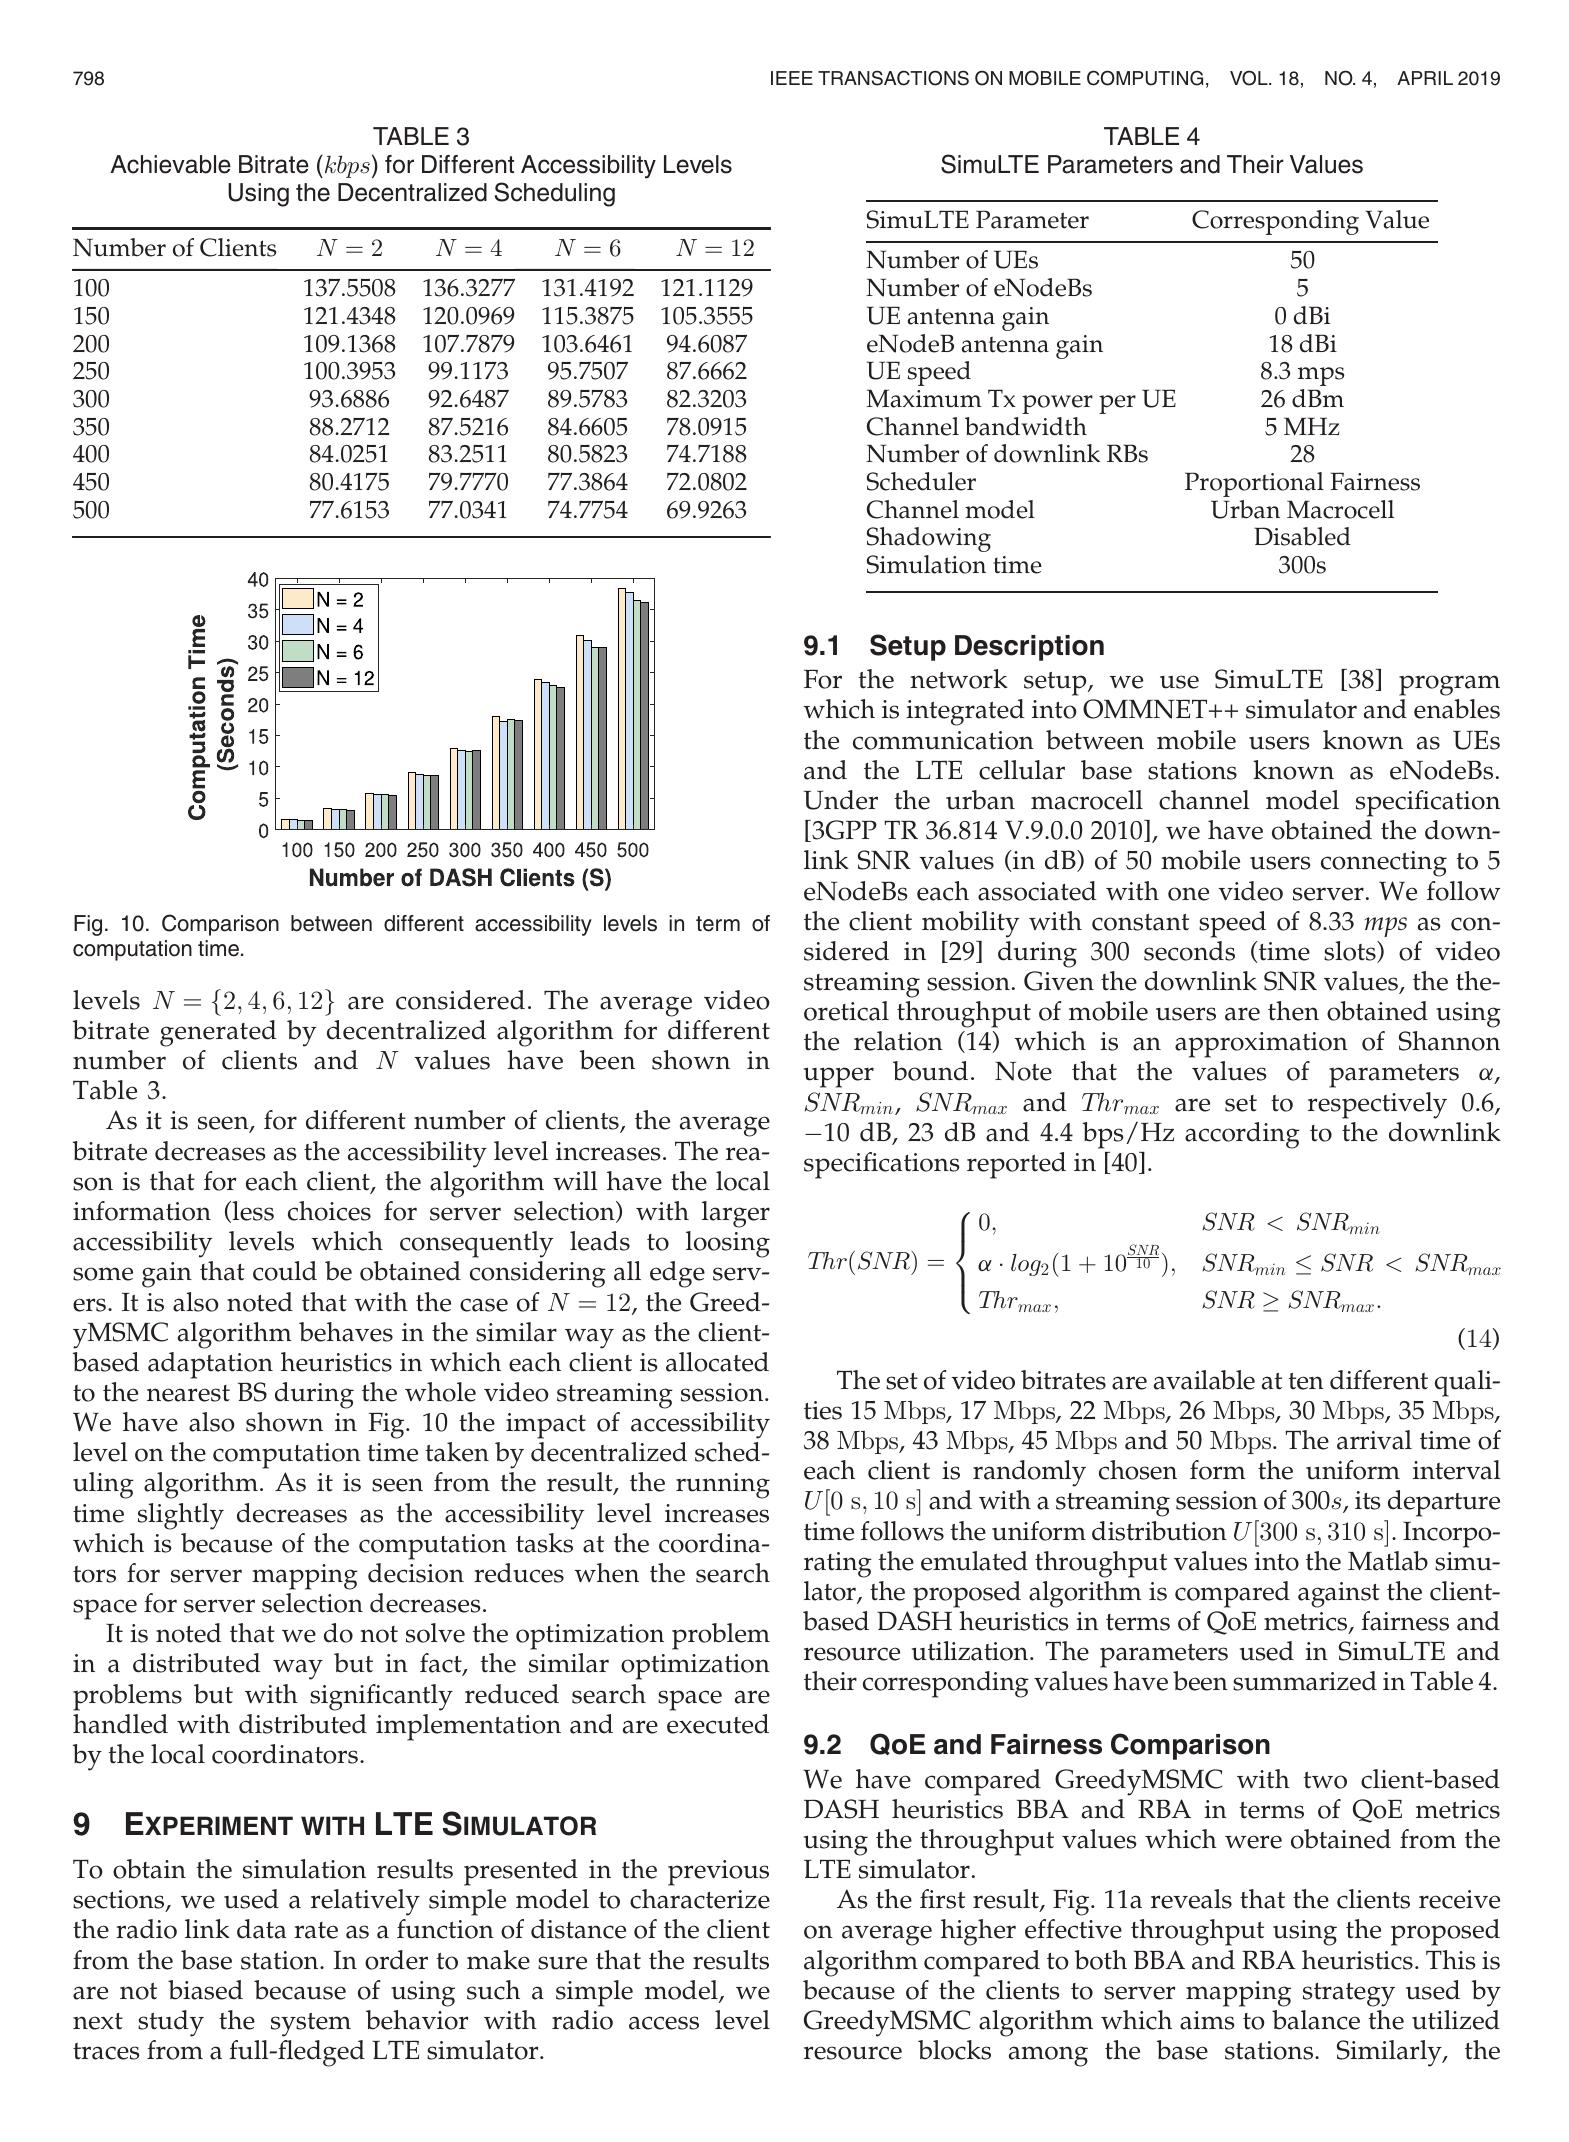 798
IEEE TRANSACTIONS ON MOBILE COMPUTING, VOL. 18, NO. 4, APRIL 2019
TABLE 3
Achievable Bitrate (kbps) for Different Accessibility Levels
Using the Decentralized Scheduling
Number of Clients N = 2 N = 4 N = 6 N = 12
100 137.5508 136.3277 131.4192 121.1129
150 121.4348 120.0969 115.3875 105.3555
200 109.1368 107.7879 103.6461 94.6087
250 100.3953 99.1173 95.7507 87.6662
300 93.6886 92.6487 89.5783 82.3203
350 88.2712 87.5216 84.6605 78.0915
400 84.0251 83.2511 80.5823 74.7188
450 80.4175 79.7770 77.3864 72.0802
500 77.6153 77.0341 74.7754 69.9263
40
35
30
25
20
15
10
5
0
Computation Time
(Seconds)
N = 2
N = 4
N = 6
N = 12
100 150 200 250 300 350 400 450 500
Number of DASH Clients (S)
Fig. 10. Comparison between different accessibility levels in term of
computation time.
levels N = {2, 4, 6, 12} are considered. The average video
bitrate generated by decentralized algorithm for different
number of clients and N values have been shown in
Table 3.
As it is seen, for different number of clients, the average
bitrate decreases as the accessibility level increases. The rea-
son is that for each client, the algorithm will have the local
information (less choices for server selection) with larger
accessibility levels which consequently leads to loosing
some gain that could be obtained considering all edge serv-
ers. It is also noted that with the case of N = 12, the Greed-
yMSMC algorithm behaves in the similar way as the client-
based adaptation heuristics in which each client is allocated
to the nearest BS during the whole video streaming session.
We have also shown in Fig. 10 the impact of accessibility
level on the computation time taken by decentralized sched-
uling algorithm. As it is seen from the result, the running
time slightly decreases as the accessibility level increases
which is because of the computation tasks at the coordina-
tors for server mapping decision reduces when the search
space for server selection decreases.
It is noted that we do not solve the optimization problem
in a distributed way but in fact, the similar optimization
problems but with significantly reduced search space are
handled with distributed implementation and are executed
by the local coordinators.
9 EXPERIMENT WITH LTE SIMULATOR
To obtain the simulation results presented in the previous
sections, we used a relatively simple model to characterize
the radio link data rate as a function of distance of the client
from the base station. In order to make sure that the results
are not biased because of using such a simple model, we
next study the system behavior with radio access level
traces from a full-fledged LTE simulator.
TABLE 4
SimuLTE Parameters and Their Values
SimuLTE Parameter Corresponding Value
Number of UEs 50
Number of eNodeBs 5
UE antenna gain 0 dBi
eNodeB antenna gain 18 dBi
UE speed 8.3 mps
Maximum Tx power per UE 26 dBm
Channel bandwidth 5 MHz
Number of downlink RBs 28
Scheduler Proportional Fairness
Channel model Urban Macrocell
Shadowing Disabled
Simulation time 300s
9.1 Setup Description
For the network setup, we use SimuLTE [38] program
which is integrated into OMMNET++ simulator and enables
the communication between mobile users known as UEs
and the LTE cellular base stations known as eNodeBs.
Under the urban macrocell channel model specification
[3GPP TR 36.814 V.9.0.0 2010], we have obtained the down-
link SNR values (in dB) of 50 mobile users connecting to 5
eNodeBs each associated with one video server. We follow
the client mobility with constant speed of 8.33 mps as con-
sidered in [29] during 300 seconds (time slots) of video
streaming session. Given the downlink SNR values, the the-
oretical throughput of mobile users are then obtained using
the relation (14) which is an approximation of Shannon
upper bound. Note that the values of parameters α,
SNRmin, SNRmax and Thrmax are set to respectively 0.6,
−10 dB, 23 dB and 4.4 bps/Hz according to the downlink
specifications reported in [40].
0, SNR < SNRmin
Thr(SNR) = { α · log2(1 + 10^(SNR/10)), SNRmin ≤ SNR < SNRmax
Thrmax, SNR ≥ SNRmax.
(14)
The set of video bitrates are available at ten different quali-
ties 15 Mbps, 17 Mbps, 22 Mbps, 26 Mbps, 30 Mbps, 35 Mbps,
38 Mbps, 43 Mbps, 45 Mbps and 50 Mbps. The arrival time of
each client is randomly chosen form the uniform interval
U[0 s, 10 s] and with a streaming session of 300s, its departure
time follows the uniform distribution U[300 s, 310 s]. Incorpo-
rating the emulated throughput values into the Matlab simu-
lator, the proposed algorithm is compared against the client-
based DASH heuristics in terms of QoE metrics, fairness and
resource utilization. The parameters used in SimuLTE and
their corresponding values have been summarized in Table 4.
9.2 QoE and Fairness Comparison
We have compared GreedyMSMC with two client-based
DASH heuristics BBA and RBA in terms of QoE metrics
using the throughput values which were obtained from the
LTE simulator.
As the first result, Fig. 11a reveals that the clients receive
on average higher effective throughput using the proposed
algorithm compared to both BBA and RBA heuristics. This is
because of the clients to server mapping strategy used by
GreedyMSMC algorithm which aims to balance the utilized
resource blocks among the base stations. Similarly, the